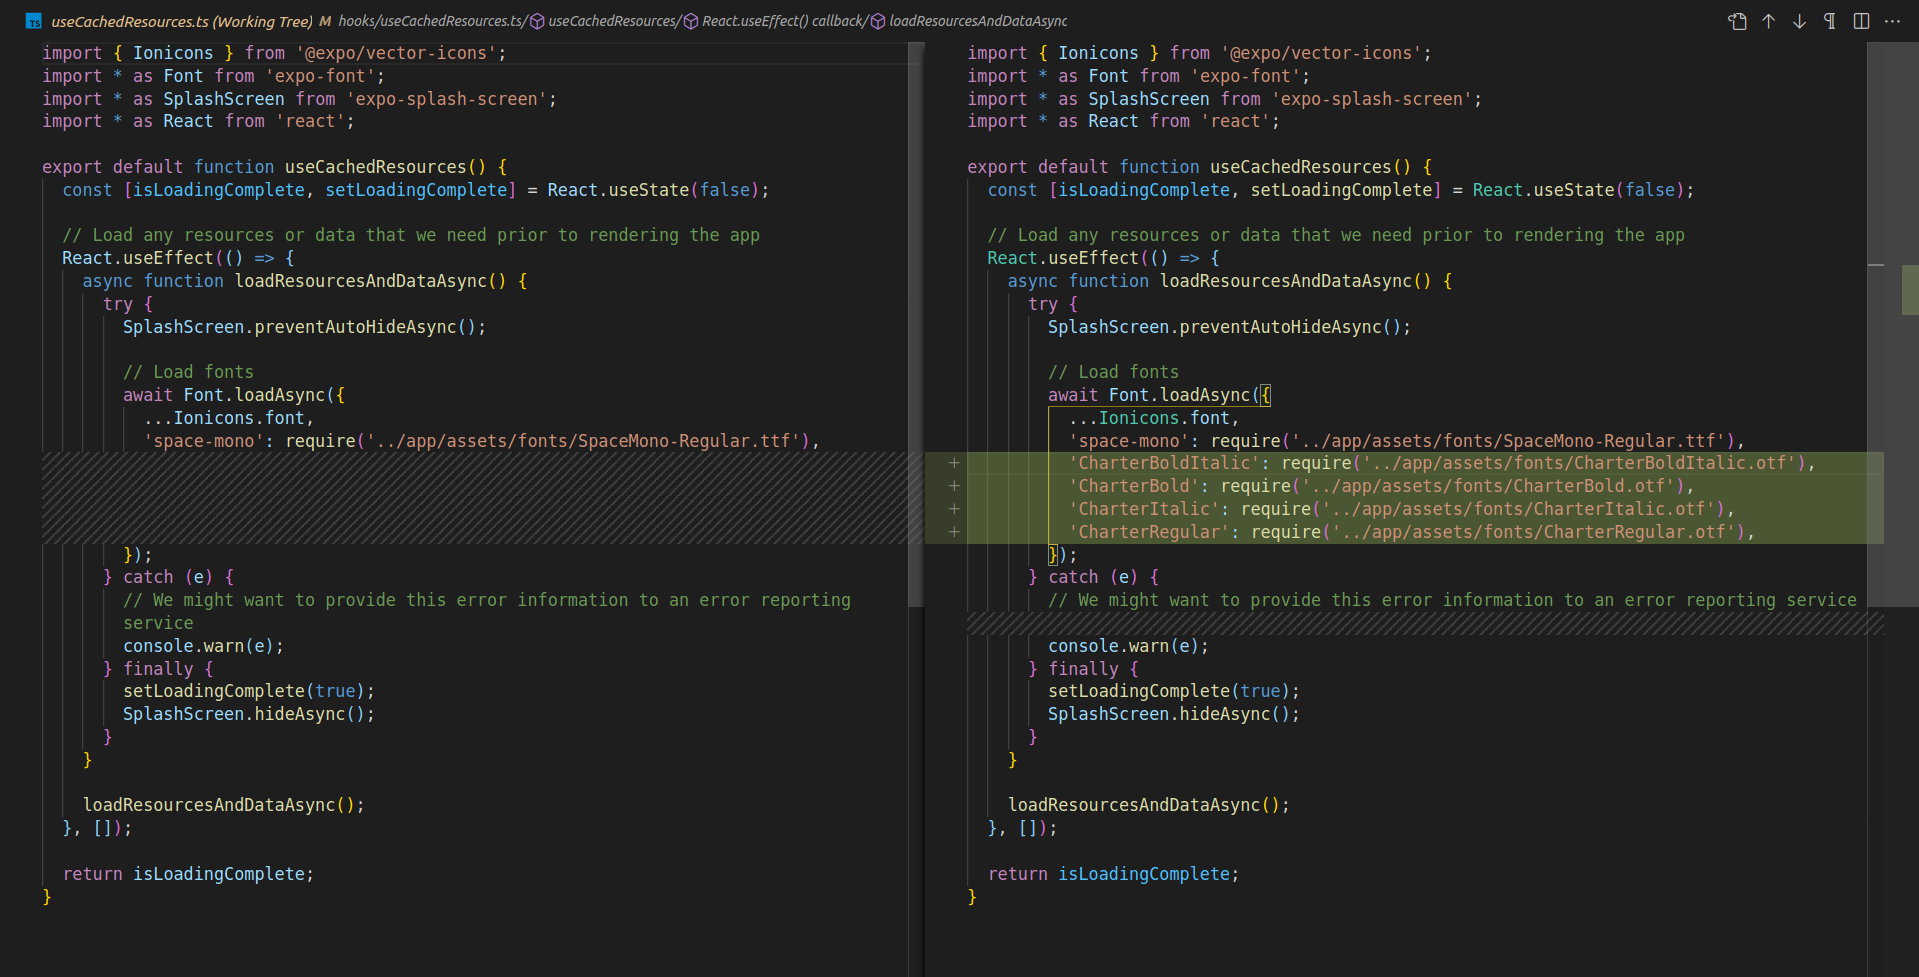 TS useCachedResources.ts (Working Tree) M hooks/useCachedResources.ts/ useCachedResources/ React.useEffect() callback/ loadResourcesAndDataAsync
import { Ionicons } from '@expo/vector-icons';
import * as Font from 'expo-font';
import * as SplashScreen from 'expo-splash-screen';
import * as React from 'react';
export default function useCachedResources() {
const [isLoadingComplete, setLoadingComplete] = React.useState(false);
// Load any resources or data that we need prior to rendering the app
React.useEffect(() => {
async function loadResourcesAndDataAsync() {
try {
SplashScreen.preventAutoHideAsync();
// Load fonts
await Font.loadAsync({
...Ionicons.font,
'space-mono': require('../app/assets/fonts/SpaceMono-Regular.ttf'),
});
} catch (e) {
// We might want to provide this error information to an error reporting
service
console.warn(e);
} finally {
setLoadingComplete(true);
SplashScreen.hideAsync();
}
}
loadResourcesAndDataAsync();
}, []);
return isLoadingComplete;
}
import { Ionicons } from '@expo/vector-icons';
import * as Font from 'expo-font';
import * as SplashScreen from 'expo-splash-screen';
import * as React from 'react';
export default function useCachedResources() {
const [isLoadingComplete, setLoadingComplete] = React.useState(false);
// Load any resources or data that we need prior to rendering the app
React.useEffect(() => {
async function loadResourcesAndDataAsync() {
try {
SplashScreen.preventAutoHideAsync();
// Load fonts
await Font.loadAsync({
...Ionicons.font,
'space-mono': require('../app/assets/fonts/SpaceMono-Regular.ttf'),
+ 'CharterBoldItalic': require('../app/assets/fonts/CharterBoldItalic.otf'),
+ 'CharterBold': require('../app/assets/fonts/CharterBold.otf'),
+ 'CharterItalic': require('../app/assets/fonts/CharterItalic.otf'),
+ 'CharterRegular': require('../app/assets/fonts/CharterRegular.otf'),
});
} catch (e) {
// We might want to provide this error information to an error reporting service
console.warn(e);
} finally {
setLoadingComplete(true);
SplashScreen.hideAsync();
}
}
loadResourcesAndDataAsync();
}, []);
return isLoadingComplete;
}